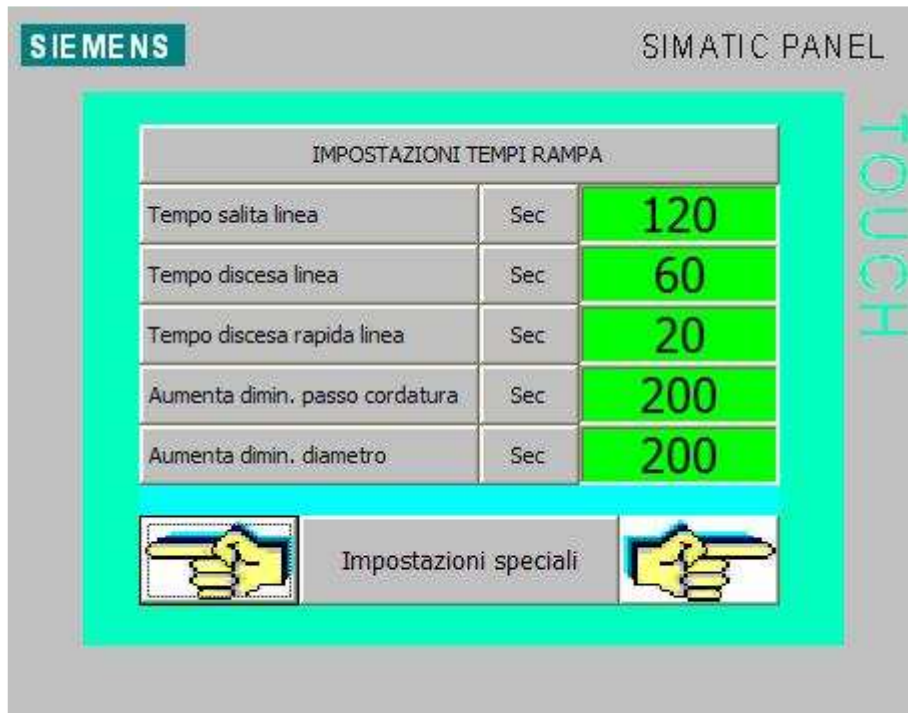 SIEMENS
SIMATIC PANEL
TOUCH
IMPOSTAZIONI TEMPI RAMPA
Tempo salita linea Sec 120
Tempo discesa linea Sec 60
Tempo discesa rapida linea Sec 20
Aumenta dimin. passo cordatura Sec 200
Aumenta dimin. diametro Sec 200
Impostazioni speciali